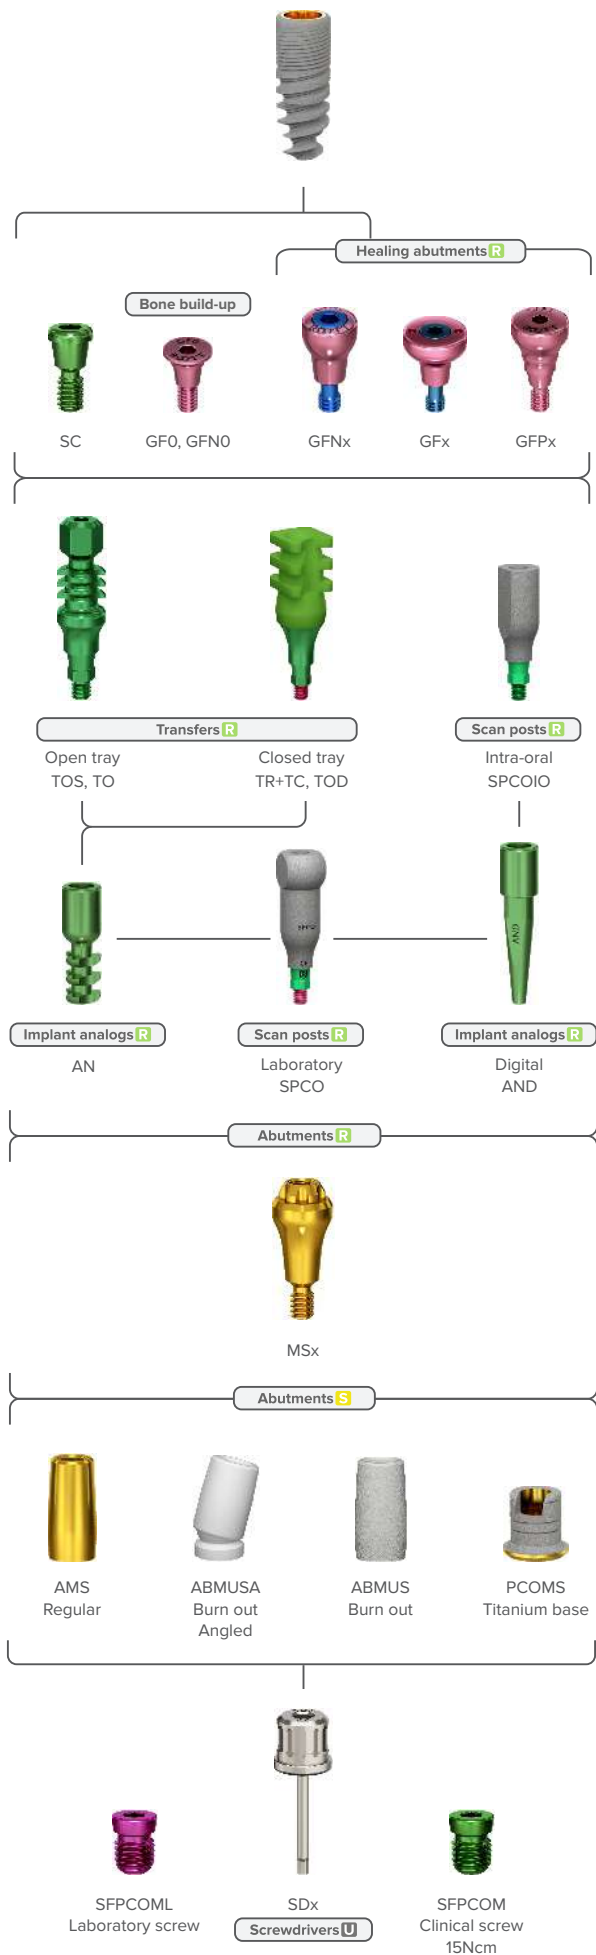 Healing abutments R
Bone build-up
SC
GF0, GFN0
GFNx
GFx
GFPx
Transfers R
Scan posts R
Open tray
TOS, TO
Closed tray
TR+TC, TOD
Intra-oral
SPCOIO
SPCO
AND
Implant analogs R
Scan posts R
Implant analogs R
AN
Laboratory
SPCO
Digital
AND
Abutments R
MSx
Abutments S
AMS
Regular
ABMUSA
Burn out
Angled
ABMUS
Burn out
PCOMS
Titanium base
SFPCOML
Laboratory screw
SDx
Screwdrivers U
SFPCOM
Clinical screw
15Ncm